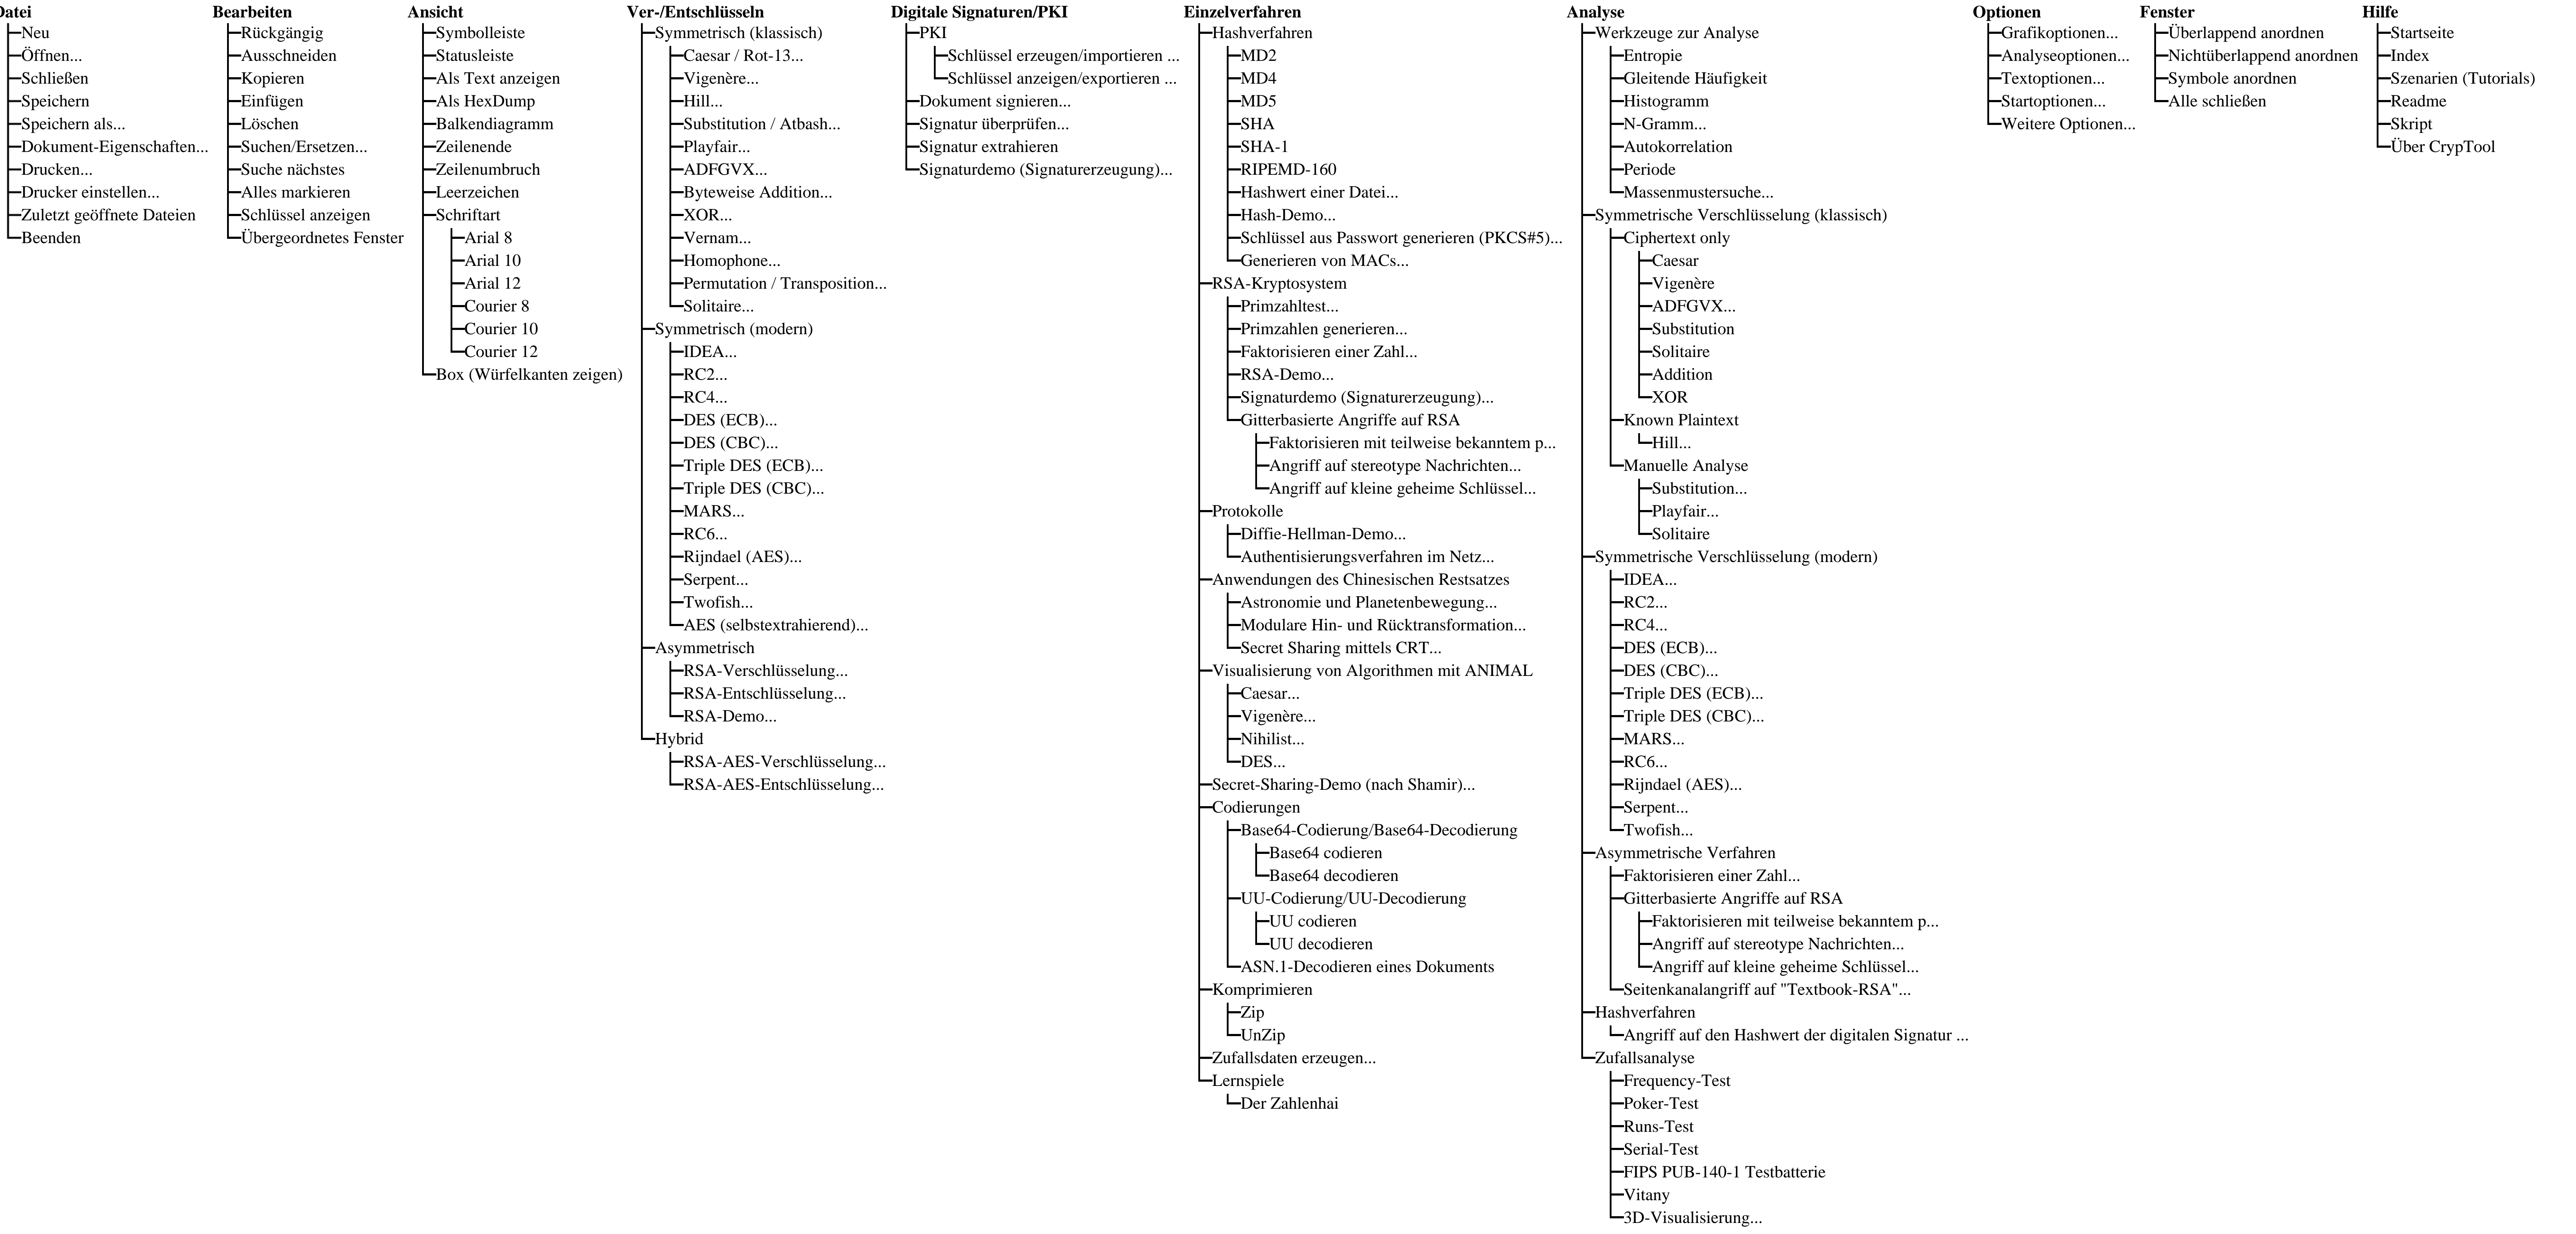 Datei
Neu
Öffnen...
Schließen
Speichern
Speichern als...
Dokument-Eigenschaften...
Drucken...
Drucker einstellen...
Zuletzt geöffnete Dateien
Beenden
Bearbeiten
Rückgängig
Ausschneiden
Kopieren
Einfügen
Löschen
Suchen/Ersetzen...
Suche nächstes
Alles markieren
Schlüssel anzeigen
Übergeordnetes Fenster
Ansicht
Symbolleiste
Statusleiste
Als Text anzeigen
Als HexDump
Balkendiagramm
Zeilenende
Zeilenumbruch
Leerzeichen
Schriftart
Arial 8
Arial 10
Arial 12
Courier 8
Courier 10
Courier 12
Box (Würfelkanten zeigen)
Ver-/Entschlüsseln
Symmetrisch (klassisch)
Caesar / Rot-13...
Vigenère...
Hill...
Substitution / Atbash...
Playfair...
ADFGVX...
Byteweise Addition...
XOR...
Vernam...
Homophone...
Permutation / Transposition...
Solitaire...
Symmetrisch (modern)
IDEA...
RC2...
RC4...
DES (ECB)...
DES (CBC)...
Triple DES (ECB)...
Triple DES (CBC)...
MARS...
RC6...
Rijndael (AES)...
Serpent...
Twofish...
AES (selbstextrahierend)...
Asymmetrisch
RSA-Verschlüsselung...
RSA-Entschlüsselung...
RSA-Demo...
Hybrid
RSA-AES-Verschlüsselung...
RSA-AES-Entschlüsselung...
Digitale Signaturen/PKI
PKI
Schlüssel erzeugen/importieren ...
Schlüssel anzeigen/exportieren ...
Dokument signieren...
Signatur überprüfen...
Signatur extrahieren
Signaturdemo (Signaturerzeugung)...
Einzelverfahren
Hashverfahren
MD2
MD4
MD5
SHA
SHA-1
RIPEMD-160
Hashwert einer Datei...
Hash-Demo...
Schlüssel aus Passwort generieren (PKCS#5)...
Generieren von MACs...
RSA-Kryptosystem
Primzahltest...
Primzahlen generieren...
Faktorisieren einer Zahl...
RSA-Demo...
Signaturdemo (Signaturerzeugung)...
Gitterbasierte Angriffe auf RSA
Faktorisieren mit teilweise bekanntem p...
Angriff auf stereotype Nachrichten...
Angriff auf kleine geheime Schlüssel...
Protokolle
Diffie-Hellman-Demo...
Authentisierungsverfahren im Netz...
Anwendungen des Chinesischen Restsatzes
Astronomie und Planetenbewegung...
Modulare Hin- und Rücktransformation...
Secret Sharing mittels CRT...
Visualisierung von Algorithmen mit ANIMAL
Caesar...
Vigenère...
Nihilist...
DES...
Secret-Sharing-Demo (nach Shamir)...
Codierungen
Base64-Codierung/Base64-Decodierung
Base64 codieren
Base64 decodieren
UU-Codierung/UU-Decodierung
UU codieren
UU decodieren
ASN.1-Decodieren eines Dokuments
Komprimieren
Zip
UnZip
Zufallsdaten erzeugen...
Lernspiele
Der Zahlenhai
Analyse
Werkzeuge zur Analyse
Entropie
Gleitende Häufigkeit
Histogramm
N-Gramm...
Autokorrelation
Periode
Massenmustersuche...
Symmetrische Verschlüsselung (klassisch)
Ciphertext only
Caesar
Vigenère
ADFGVX...
Substitution
Solitaire
Addition
XOR
Known Plaintext
Hill...
Manuelle Analyse
Substitution...
Playfair...
Solitaire
Symmetrische Verschlüsselung (modern)
IDEA...
RC2...
RC4...
DES (ECB)...
DES (CBC)...
Triple DES (ECB)...
Triple DES (CBC)...
MARS...
RC6...
Rijndael (AES)...
Serpent...
Twofish...
Asymmetrische Verfahren
Faktorisieren einer Zahl...
Gitterbasierte Angriffe auf RSA
Faktorisieren mit teilweise bekanntem p...
Angriff auf stereotype Nachrichten...
Angriff auf kleine geheime Schlüssel...
Seitenkanalangriff auf "Textbook-RSA"...
Hashverfahren
Angriff auf den Hashwert der digitalen Signatur ...
Zufallsanalyse
Frequency-Test
Poker-Test
Runs-Test
Serial-Test
FIPS PUB-140-1 Testbatterie
Vitany
3D-Visualisierung...
Optionen
Grafikoptionen...
Analyseoptionen...
Textoptionen...
Startoptionen...
Weitere Optionen...
Fenster
Überlappend anordnen
Nichtüberlappend anordnen
Symbole anordnen
Alle schließen
Hilfe
Startseite
Index
Szenarien (Tutorials)
Readme
Skript
Über CrypTool